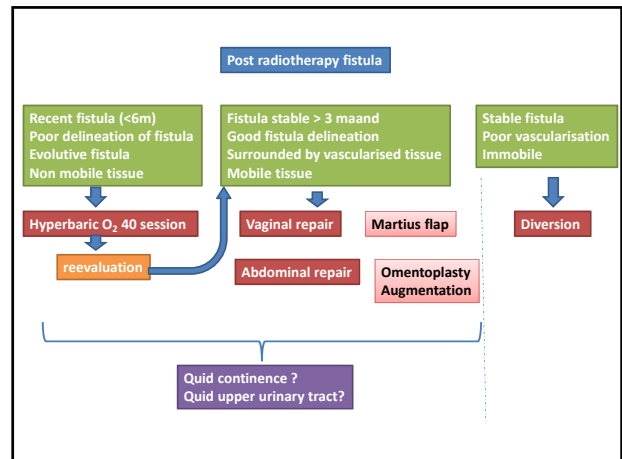 Post radiotherapy fistula
Recent fistula (<6m)
Poor delineation of fistula
Evolutive fistula
Non mobile tissue
Fistula stable > 3 maand
Good fistula delineation
Surrounded by vascularised tissue
Mobile tissue
Stable fistula
Poor vascularisation
Immobile
Hyperbaric O₂ 40 session
Vaginal repair
Martius flap
Diversion
reevaluation
Abdominal repair
Omentoplasty
Augmentation
Quid continence ?
Quid upper urinary tract?